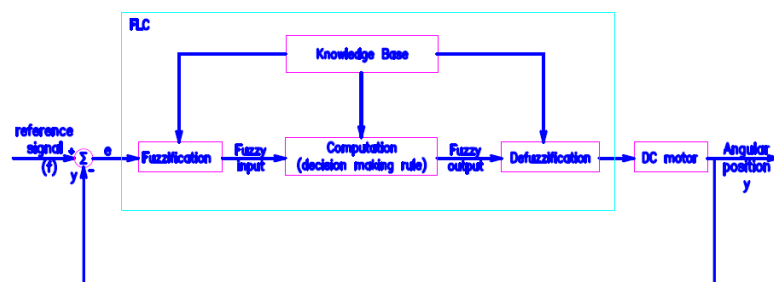 FLC
Knowledge Base
reference
signal
(f)
+
Σ
-
y
e
Fuzzification
Fuzzy
input
Computation
(decision making rule)
Fuzzy
output
Defuzzification
DC motor
Angular
position
y